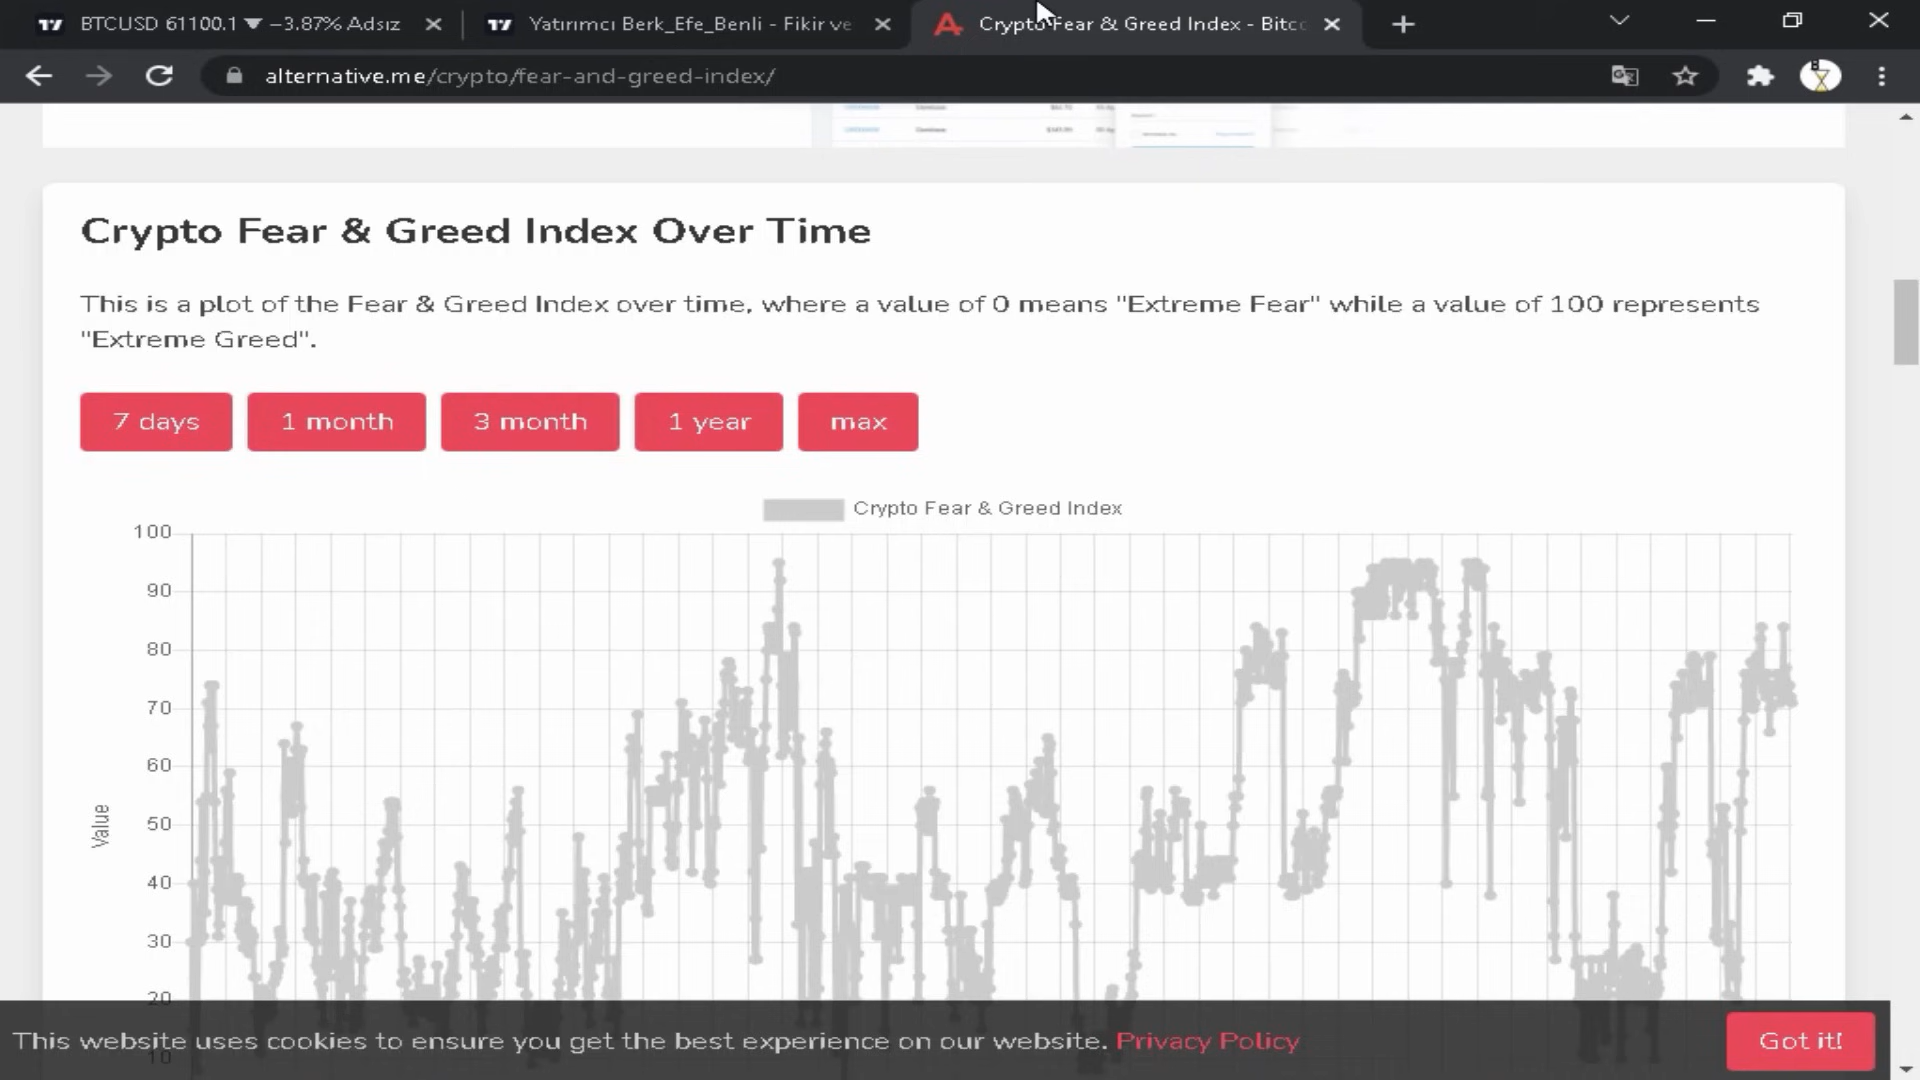 BTCUSD 61100.1 ▼ −3.87% Adsız
Yatırımcı Berk_Efe_Benli - Fikir ve
Crypto Fear & Greed Index - Bitco
alternative.me/crypto/fear-and-greed-index/
Crypto Fear & Greed Index Over Time
This is a plot of the Fear & Greed Index over time, where a value of 0 means "Extreme Fear" while a value of 100 represents
"Extreme Greed".
7 days
1 month
3 month
1 year
max
Crypto Fear & Greed Index
100
90
80
70
60
50
40
30
20
10
Value
This website uses cookies to ensure you get the best experience on our website. Privacy Policy
Got it!